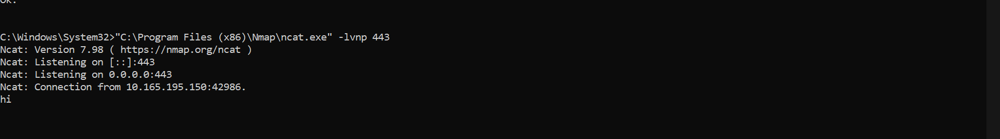 ok.
C:\Windows\System32>"C:\Program Files (x86)\Nmap\ncat.exe" -lvnp 443
Ncat: Version 7.98 ( https://nmap.org/ncat )
Ncat: Listening on [::]:443
Ncat: Listening on 0.0.0.0:443
Ncat: Connection from 10.165.195.150:42986.
hi